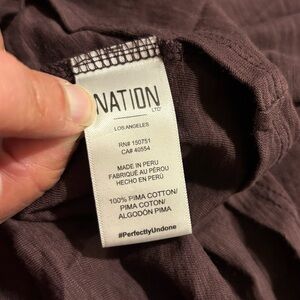 NATION
LTD
LOS ANGELES
RN# 150751
CA# 40554
MADE IN PERU
FABRIQUÉ AU PÉROU
HECHO EN PERÚ
100% PIMA COTTON/
PIMA COTON/
ALGODÓN PIMA
#PerfectlyUndone